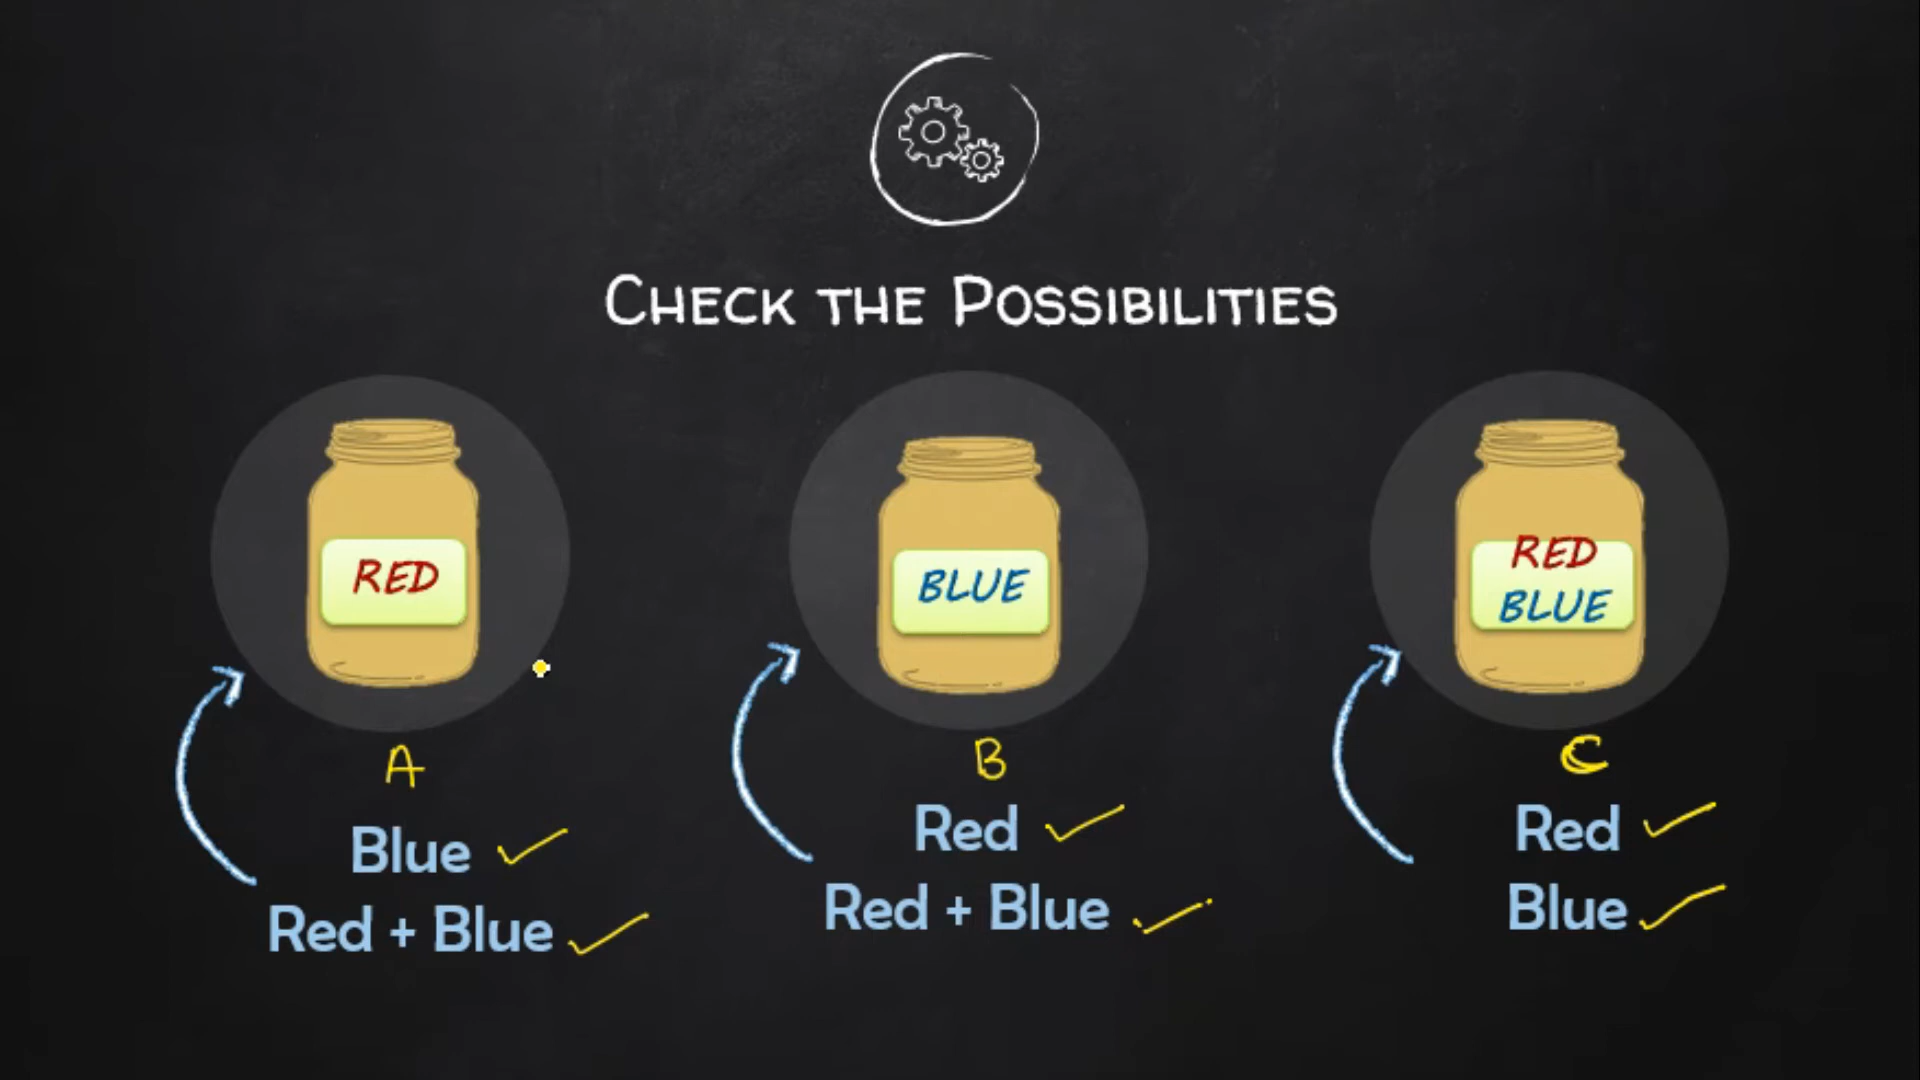 CHECK THE POSSIBILITIES
RED
BLUE
RED
BLUE
A
B
C
Blue
Red + Blue
Red
Red + Blue
Red
Blue